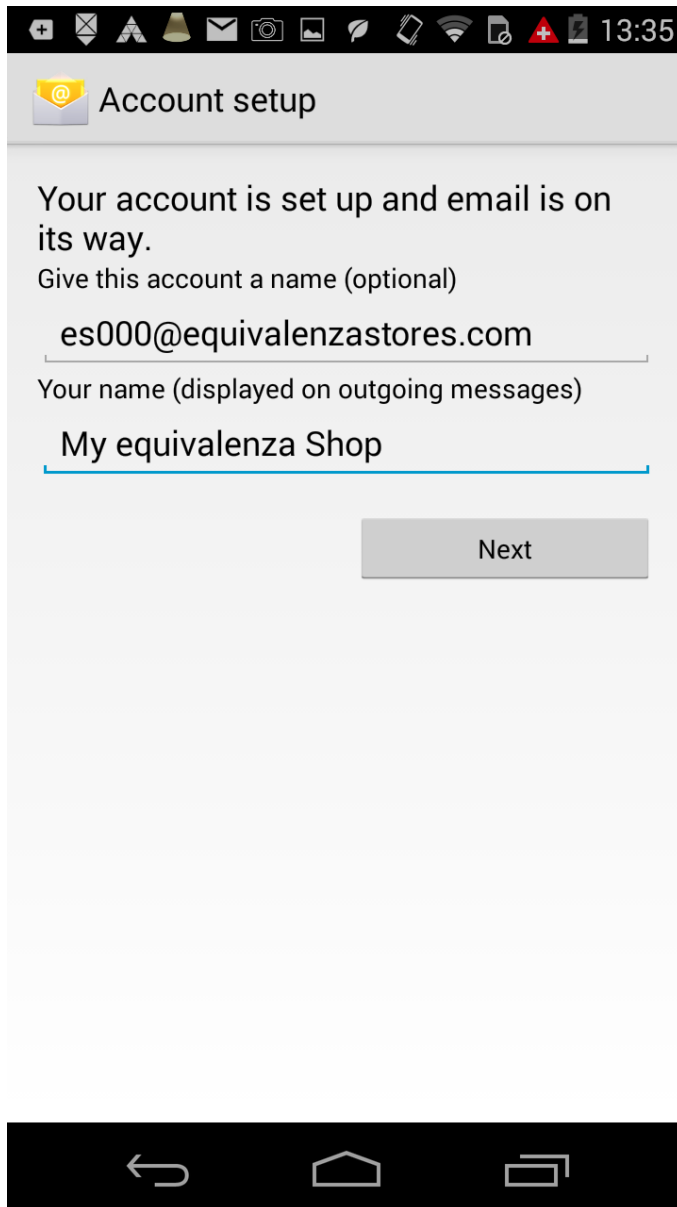 13:35
Account setup
Your account is set up and email is on
its way.
Give this account a name (optional)
es000@equivalenzastores.com
Your name (displayed on outgoing messages)
My equivalenza Shop
Next